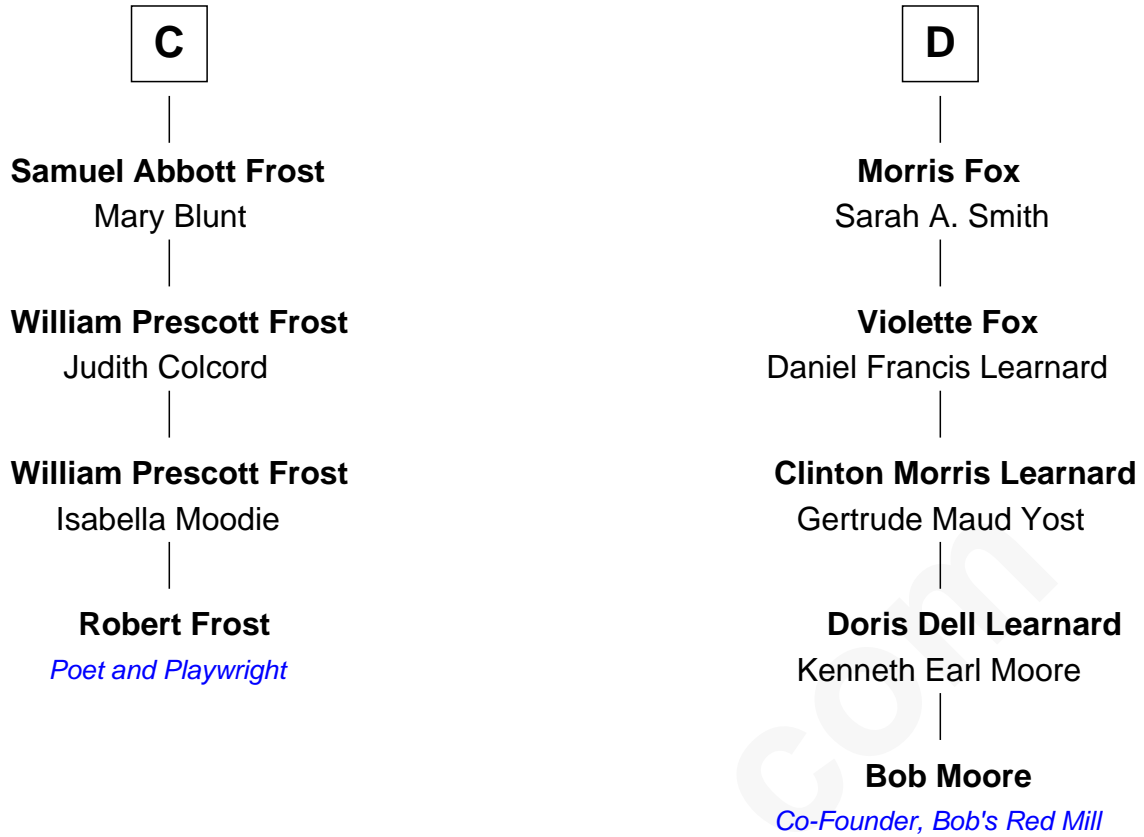 C
Samuel Abbott Frost
Mary Blunt
William Prescott Frost
Judith Colcord
William Prescott Frost
Isabella Moodie
Robert Frost
Poet and Playwright
D
Morris Fox
Sarah A. Smith
Violette Fox
Daniel Francis Learnard
Clinton Morris Learnard
Gertrude Maud Yost
Doris Dell Learnard
Kenneth Earl Moore
Bob Moore
Co-Founder, Bob's Red Mill
com